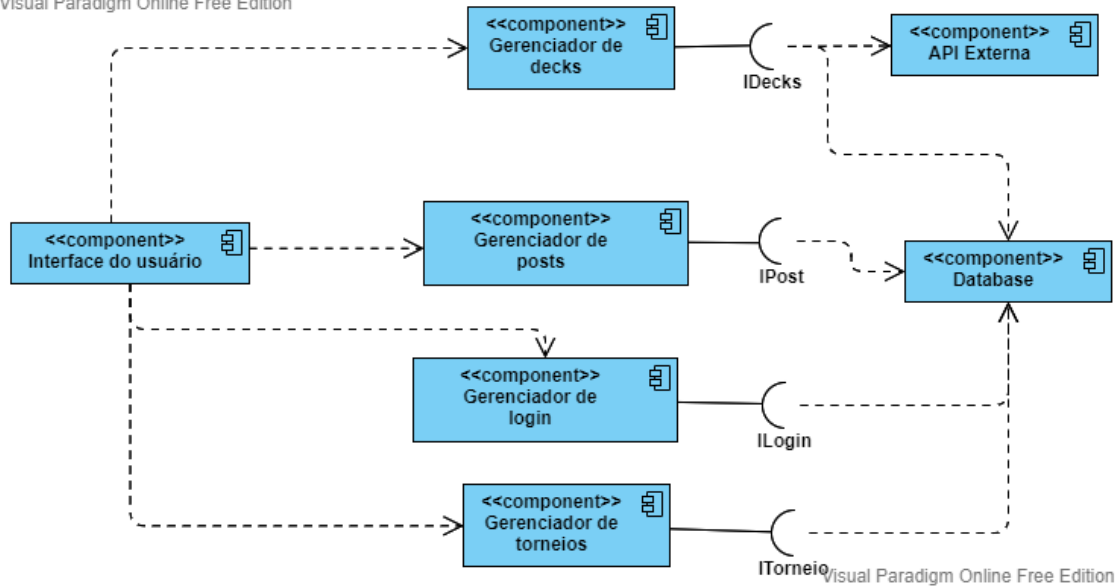 Visual Paradigm Online Free Edition
<<component>>
Gerenciador de
decks
IDecks
<<component>>
API Externa
<<component>>
Interface do usuário
<<component>>
Gerenciador de
posts
IPost
<<component>>
Database
<<component>>
Gerenciador de
login
ILogin
<<component>>
Gerenciador de
torneios
ITorneio
Visual Paradigm Online Free Edition